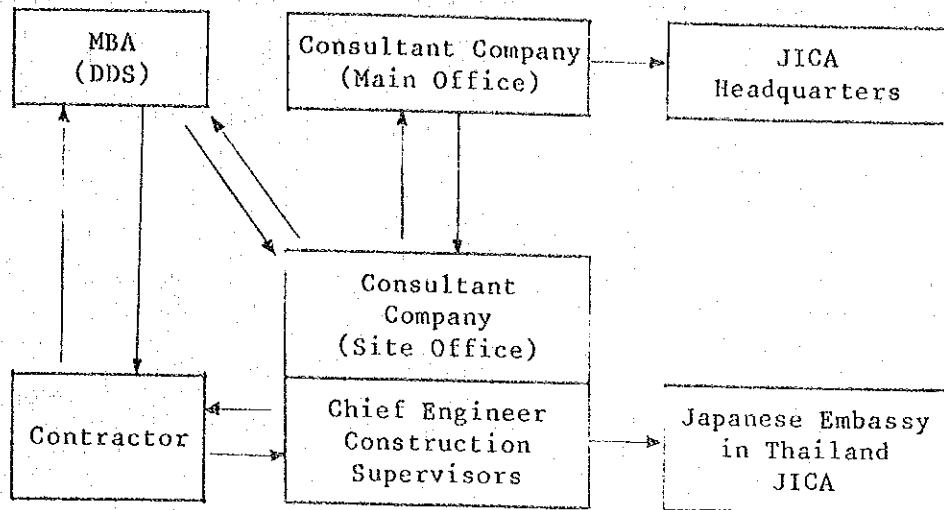 MBA
(DDS)
Consultant Company
(Main Office)
JICA
Headquarters
Consultant
Company
(Site Office)
Contractor
Chief Engineer
Construction
Supervisors
Japanese Embassy
in Thailand
JICA